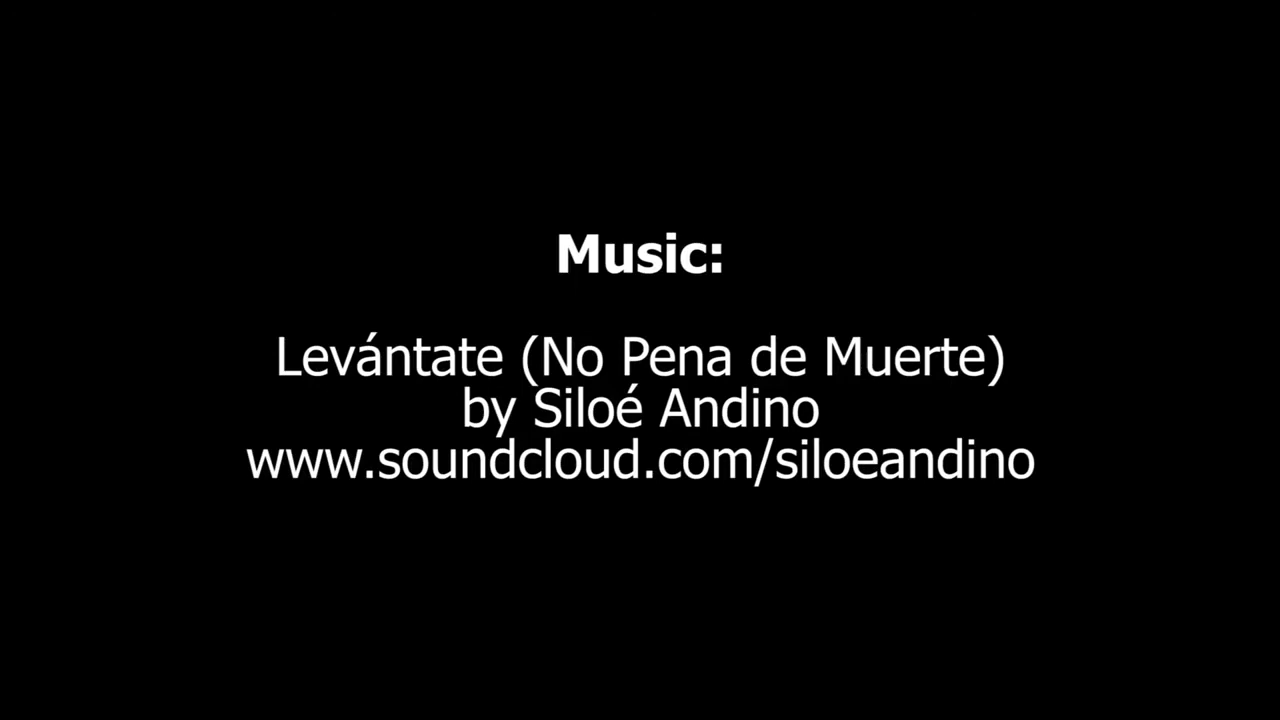 Music:
Levántate (No Pena de Muerte)
by Siloé Andino
www.soundcloud.com/siloeandino